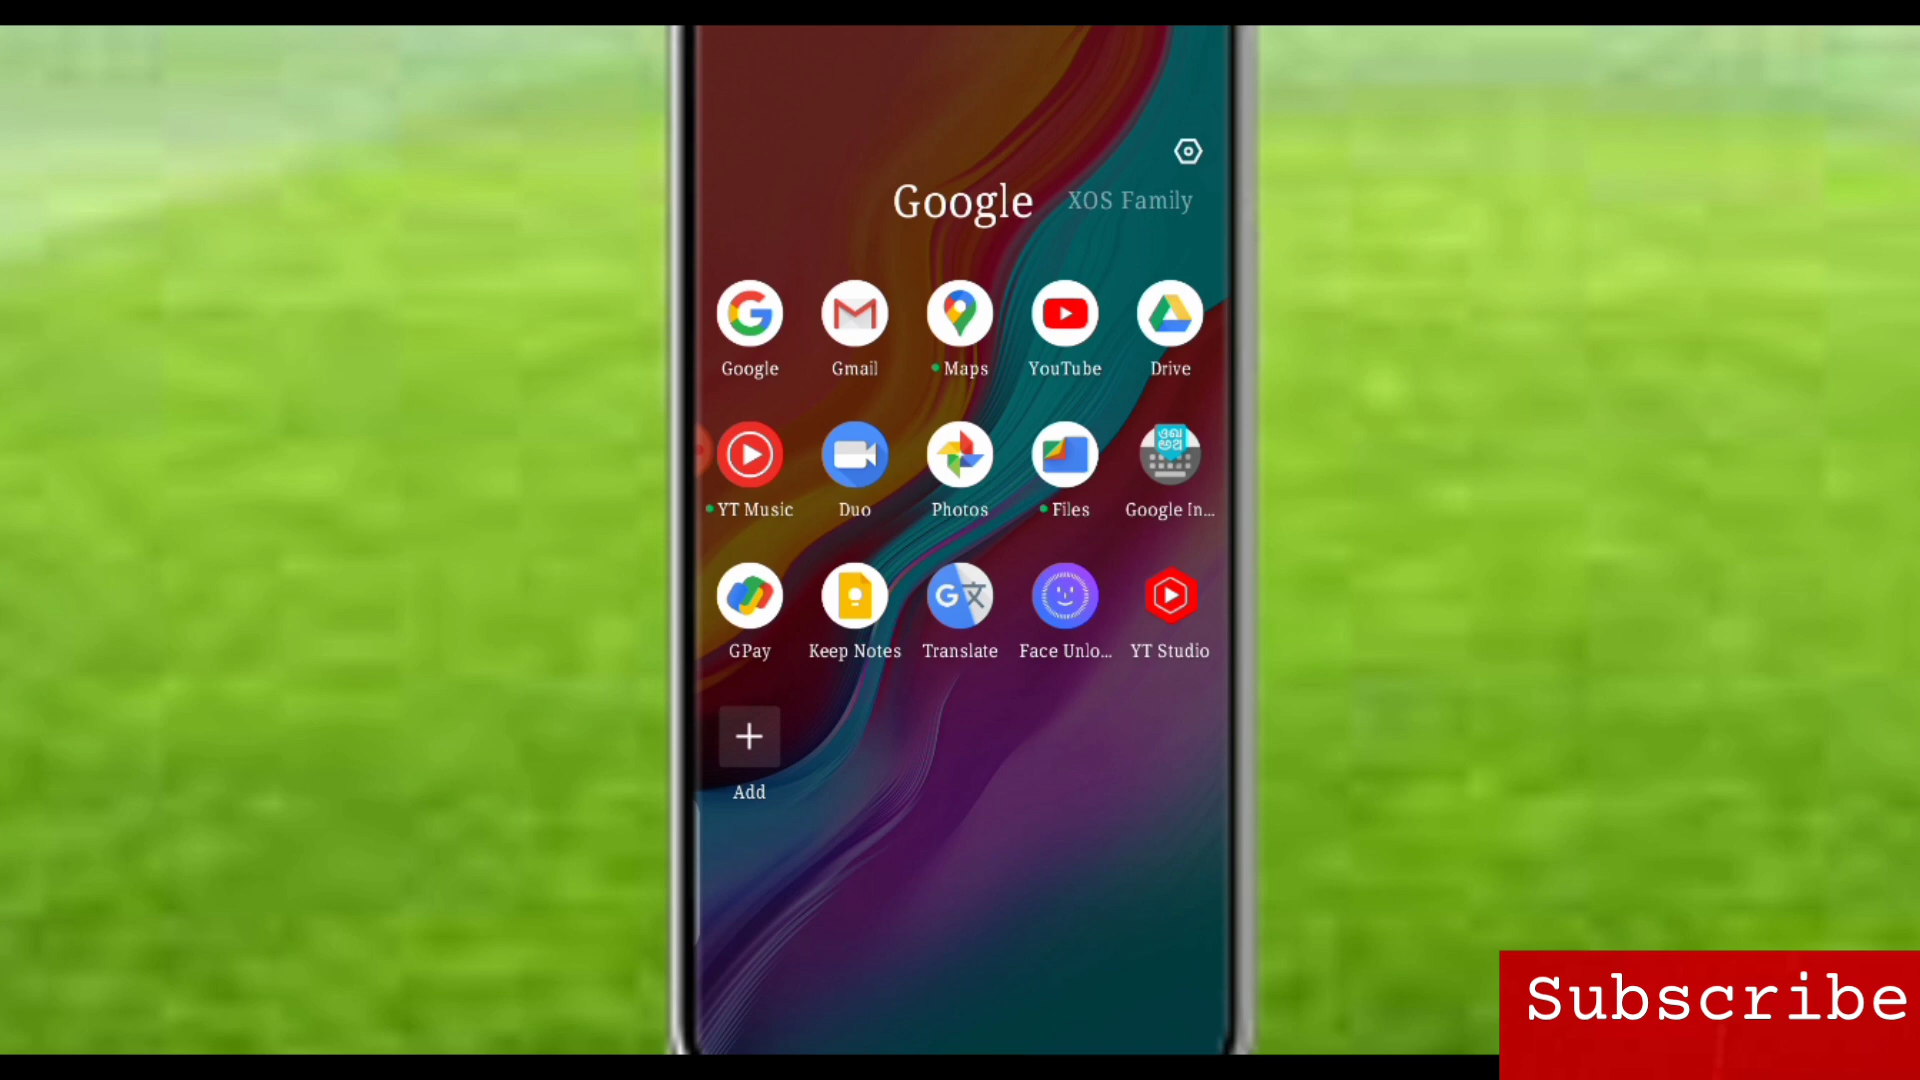 Google XOS Family
Google Gmail Maps YouTube Drive
YT Music Duo Photos Files Google In...
GPay Keep Notes Translate Face Unlo... YT Studio
Add
Subscribe